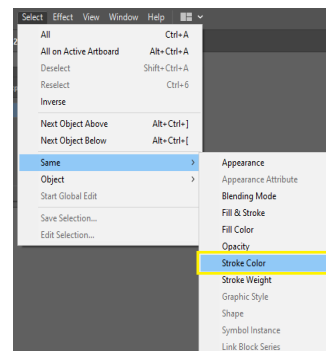 Select Effect View Window Help
All Ctrl+A
All on Active Artboard Alt+Ctrl+A
Deselect Shift+Ctrl+A
Reselect Ctrl+6
Inverse
Next Object Above Alt+Ctrl+]
Next Object Below Alt+Ctrl+[
Same
Object
Start Global Edit
Save Selection...
Edit Selection...
Appearance
Appearance Attribute
Blending Mode
Fill & Stroke
Fill Color
Opacity
Stroke Color
Stroke Weight
Graphic Style
Shape
Symbol Instance
Link Block Series